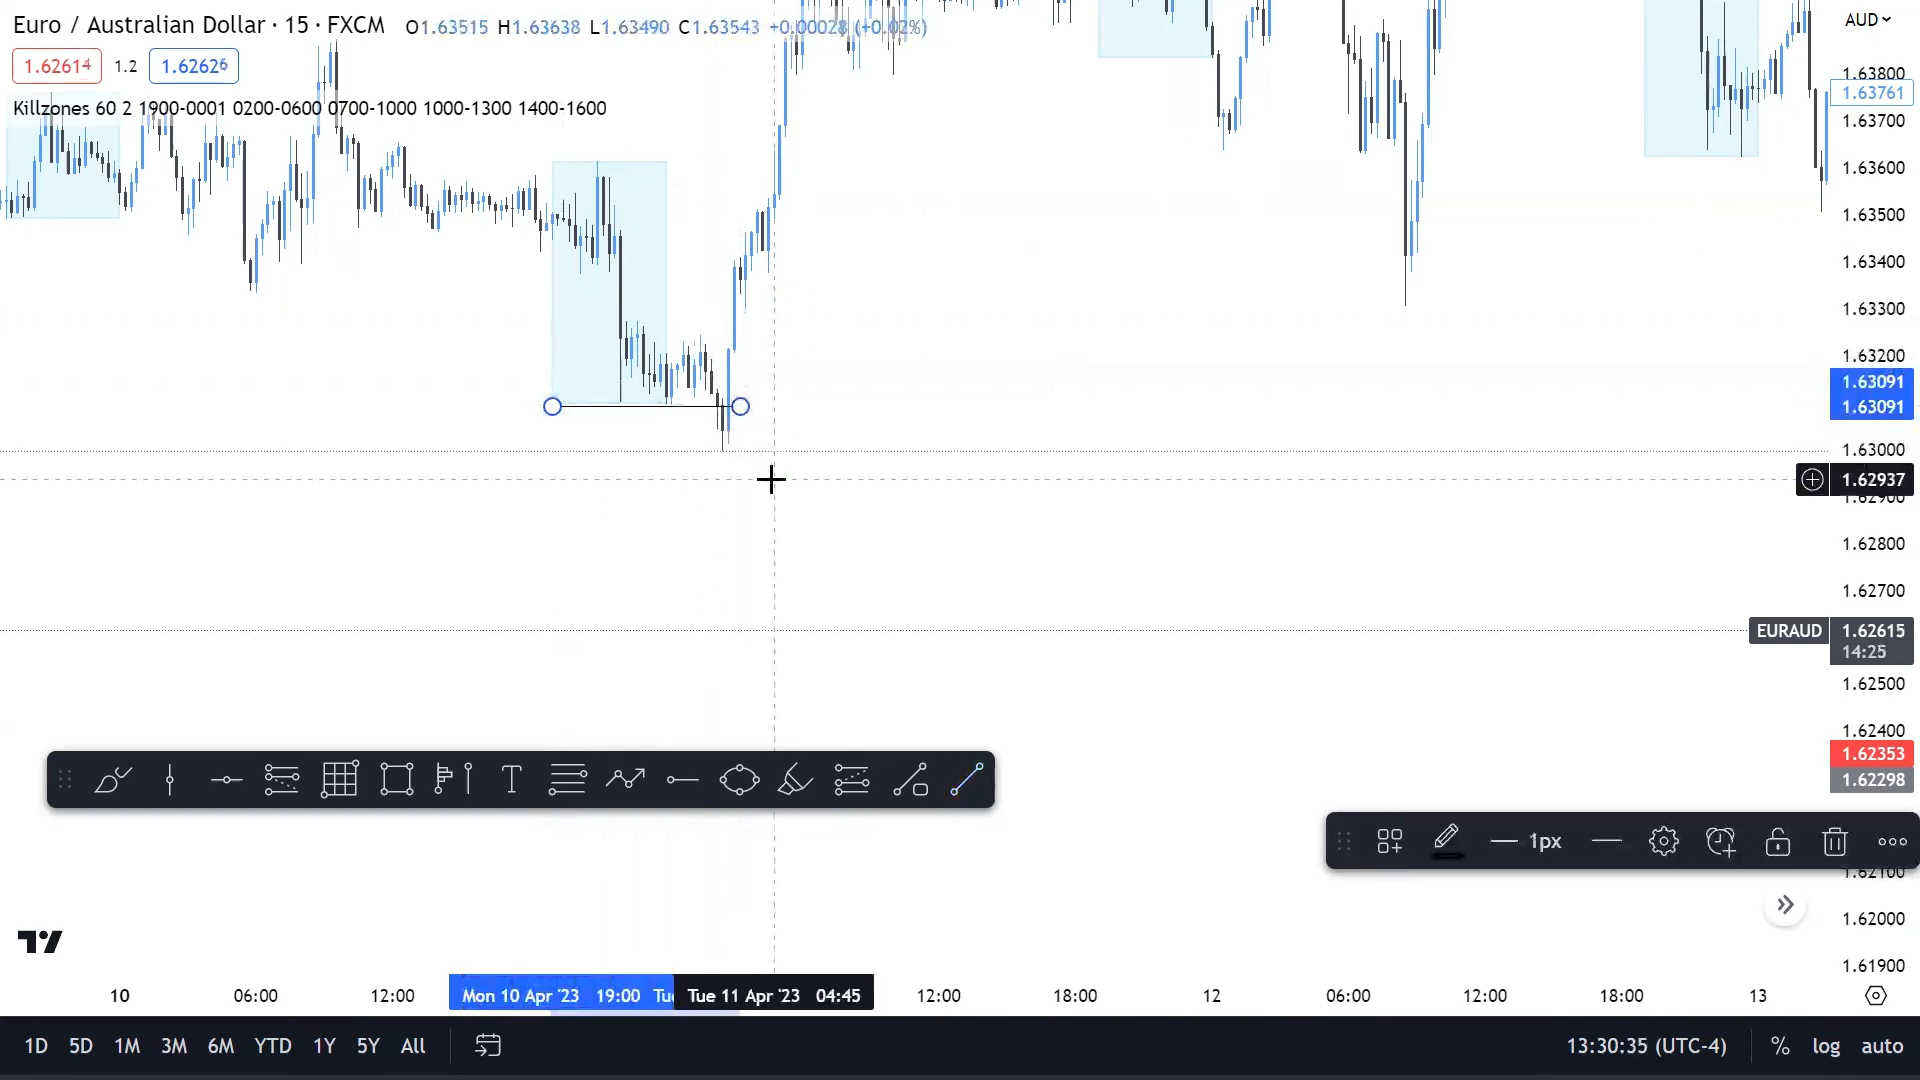 Euro / Australian Dollar · 15 · FXCM O1.63515 H1.63638 L1.63490 C1.63543 +0.00028 (+0.02%)
AUD
1.62614 1.2 1.62626
Killzones 60 2 1900-0001 0200-0600 0700-1000 1000-1300 1400-1600
1.63800
1.63761
1.63700
1.63600
1.63500
1.63400
1.63300
1.63200
1.63091
1.63091
1.63000
1.62937
1.62900
1.62800
1.62700
EURAUD 1.62615
14:25
1.62500
1.62400
1.62353
1.62298
T
1px
1.62100
1.62000
1.61900
10 06:00 12:00 Mon 10 Apr '23 19:00 Tue 11 Apr '23 04:45 12:00 18:00 12 06:00 12:00 18:00 13
1D 5D 1M 3M 6M YTD 1Y 5Y All 13:30:35 (UTC-4) % log auto